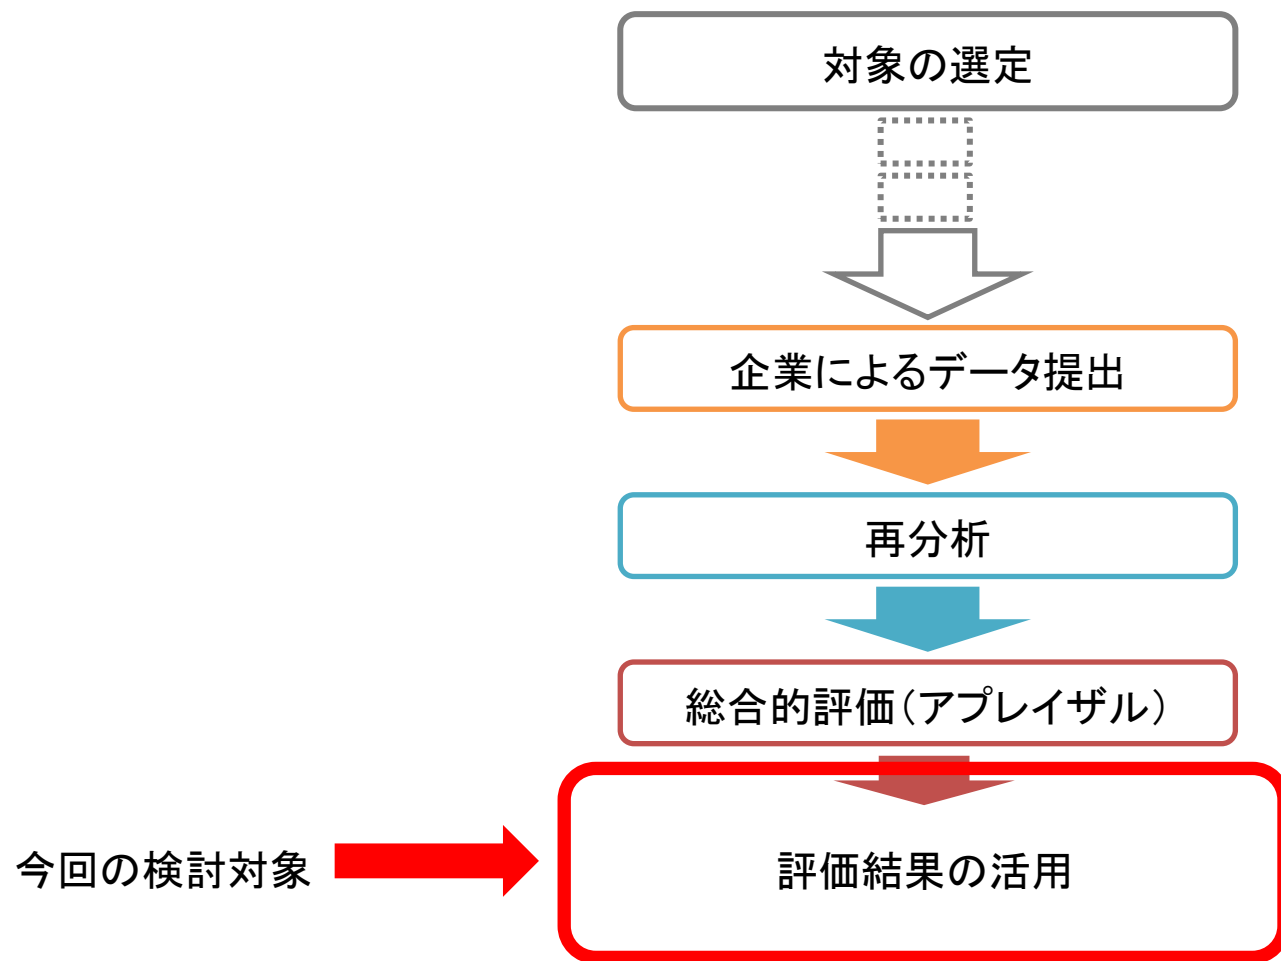 対象の選定
企業によるデータ提出
再分析
総合的評価（アプレイザル）
今回の検討対象
評価結果の活用